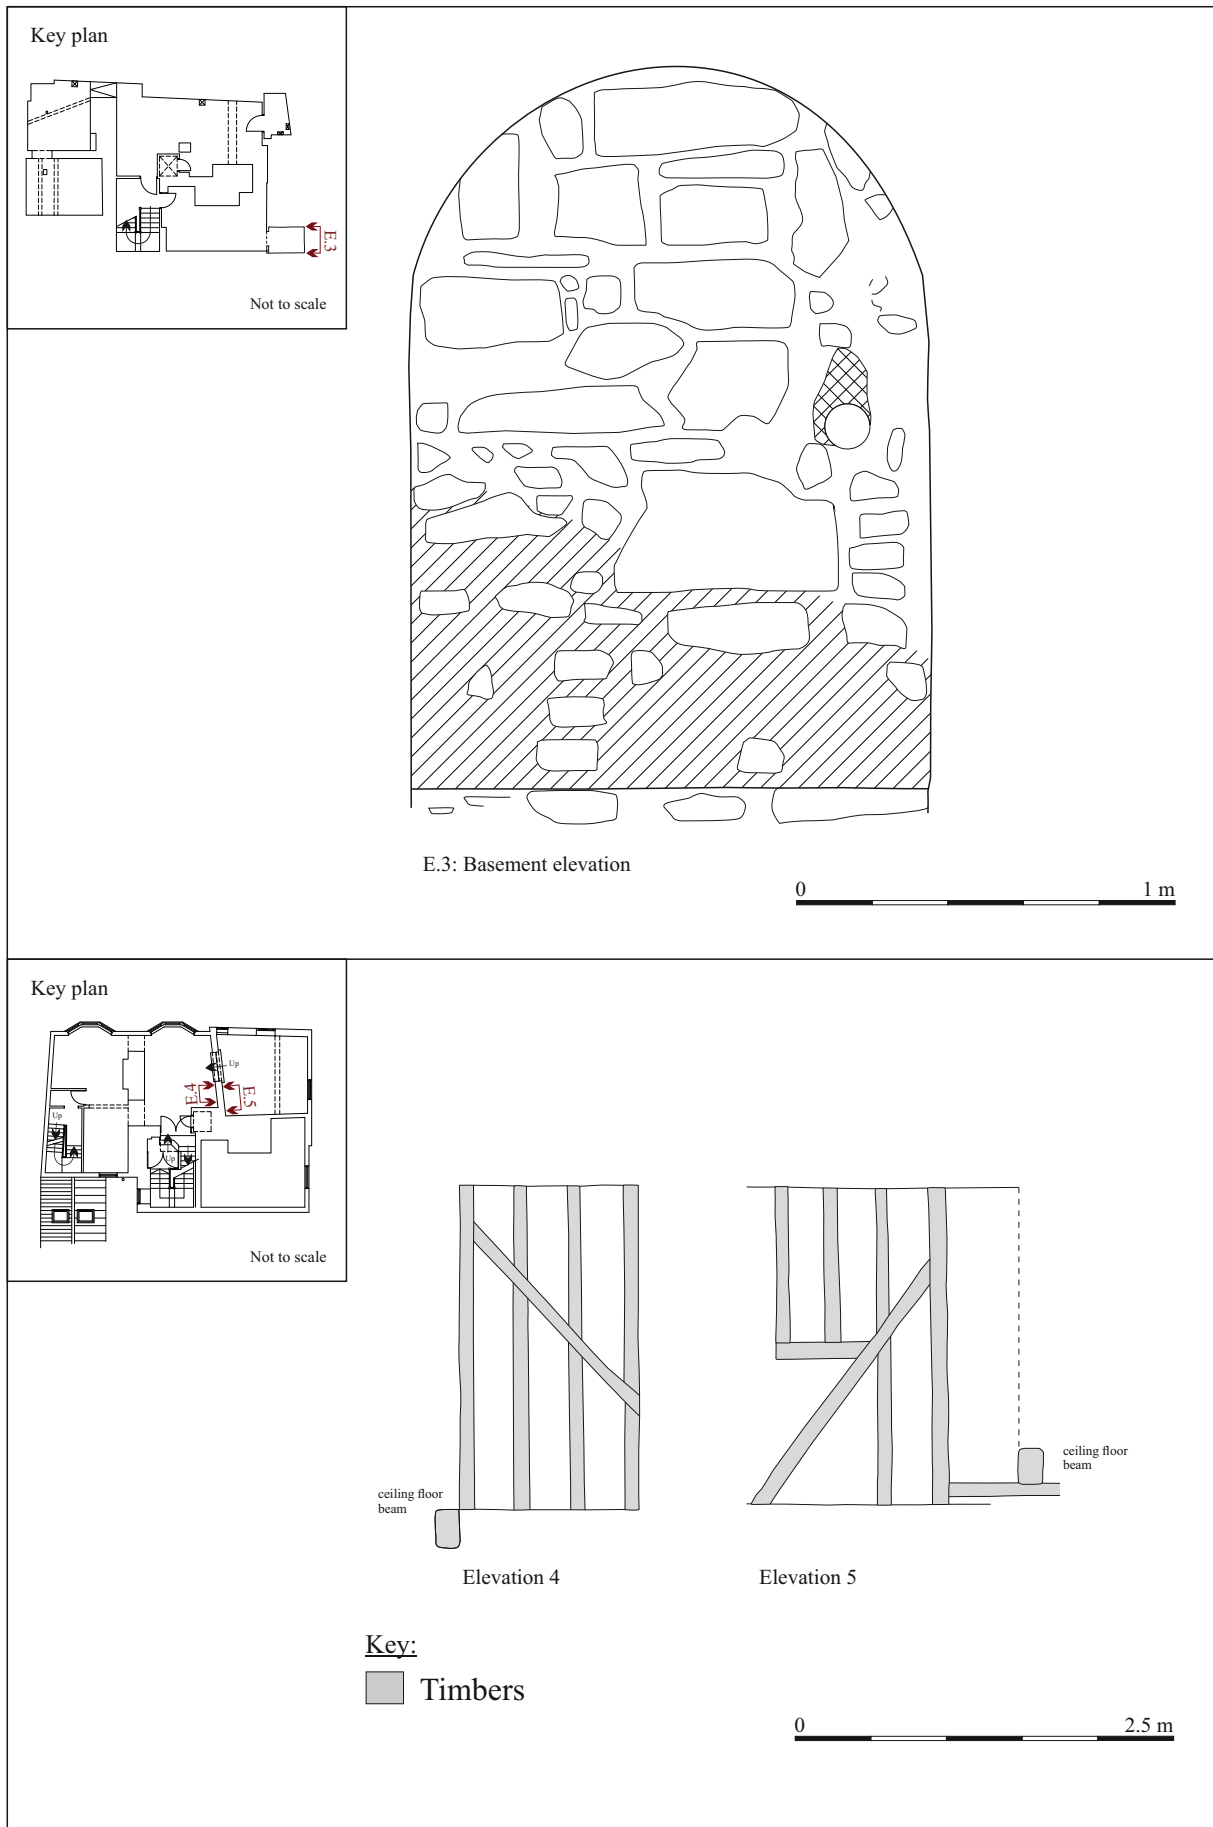 Key plan
E.3
Not to scale
E.3: Basement elevation
0 1 m
Key plan
Up
E.4
E.5
Up
Up
Not to scale
ceiling floor
beam
ceiling floor
beam
Elevation 4
Elevation 5
Key:
Timbers
0 2.5 m